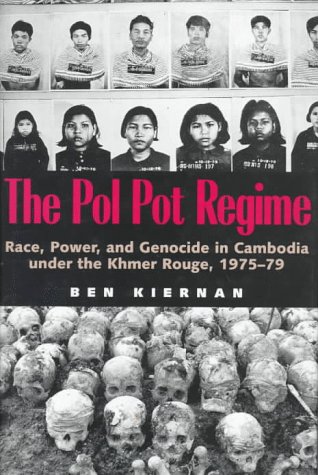 The Pol Pot Regime
Race, Power, and Genocide in Cambodia
under the Khmer Rouge, 1975–79
BEN KIERNAN